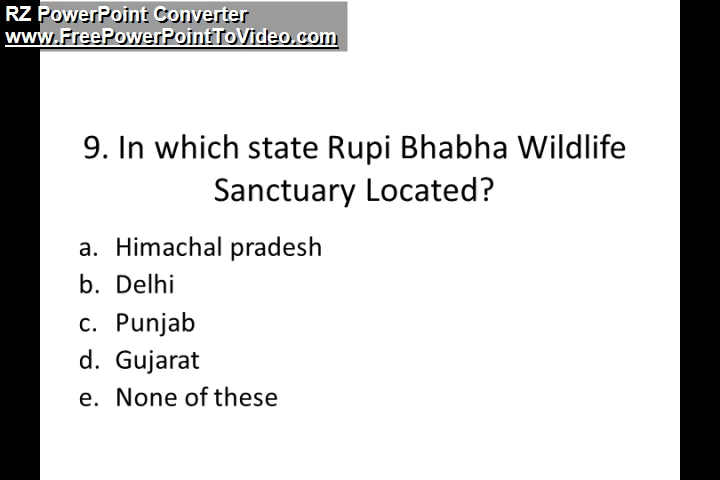 RZ PowerPoint Converter
www.FreePowerPointToVideo.com
9. In which state Rupi Bhabha Wildlife
Sanctuary Located?
a. Himachal pradesh
b. Delhi
c. Punjab
d. Gujarat
e. None of these